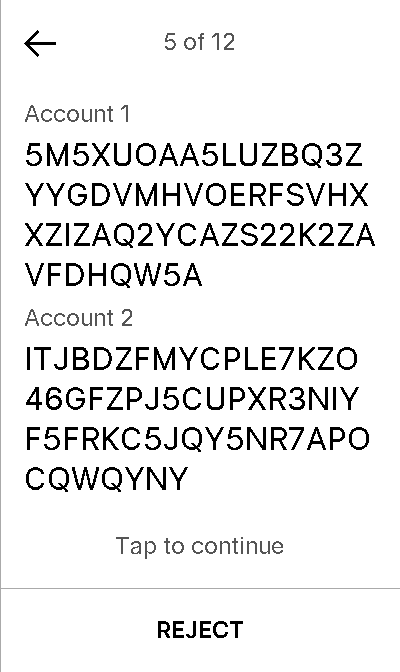 5 of 12
Account 1
5M5XUOAA5LUZBQ3Z
YYGDVMHVOERFSVHX
XZIZAQ2YCAZS22K2ZA
VFDHQW5A
Account 2
ITJBDZFMYCPLE7KZO
46GFZPJ5CUPXR3NIY
F5FRKC5JQY5NR7APO
CQWQYNY
Tap to continue
REJECT